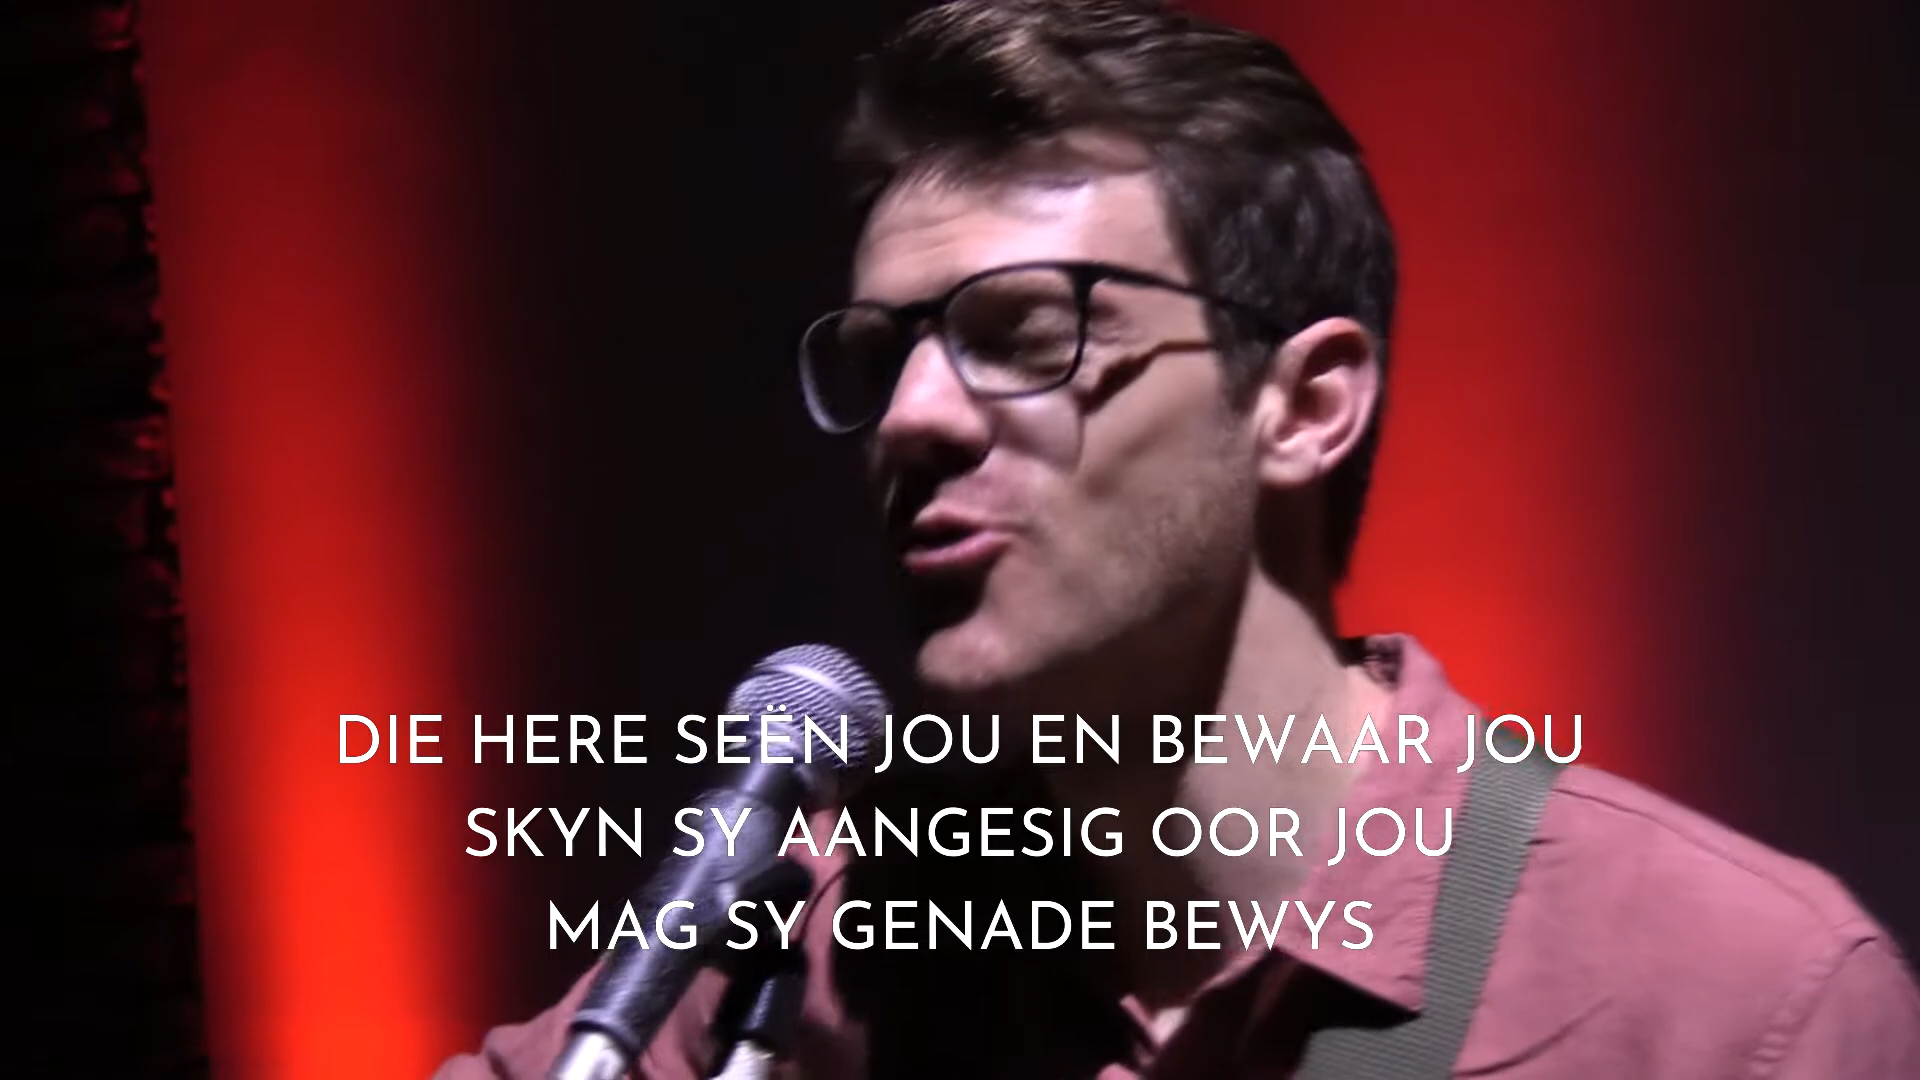 DIE HERE SEËN JOU EN BEWAAR JOU
SKYN SY AANGESIG OOR JOU
MAG SY GENADE BEWYS